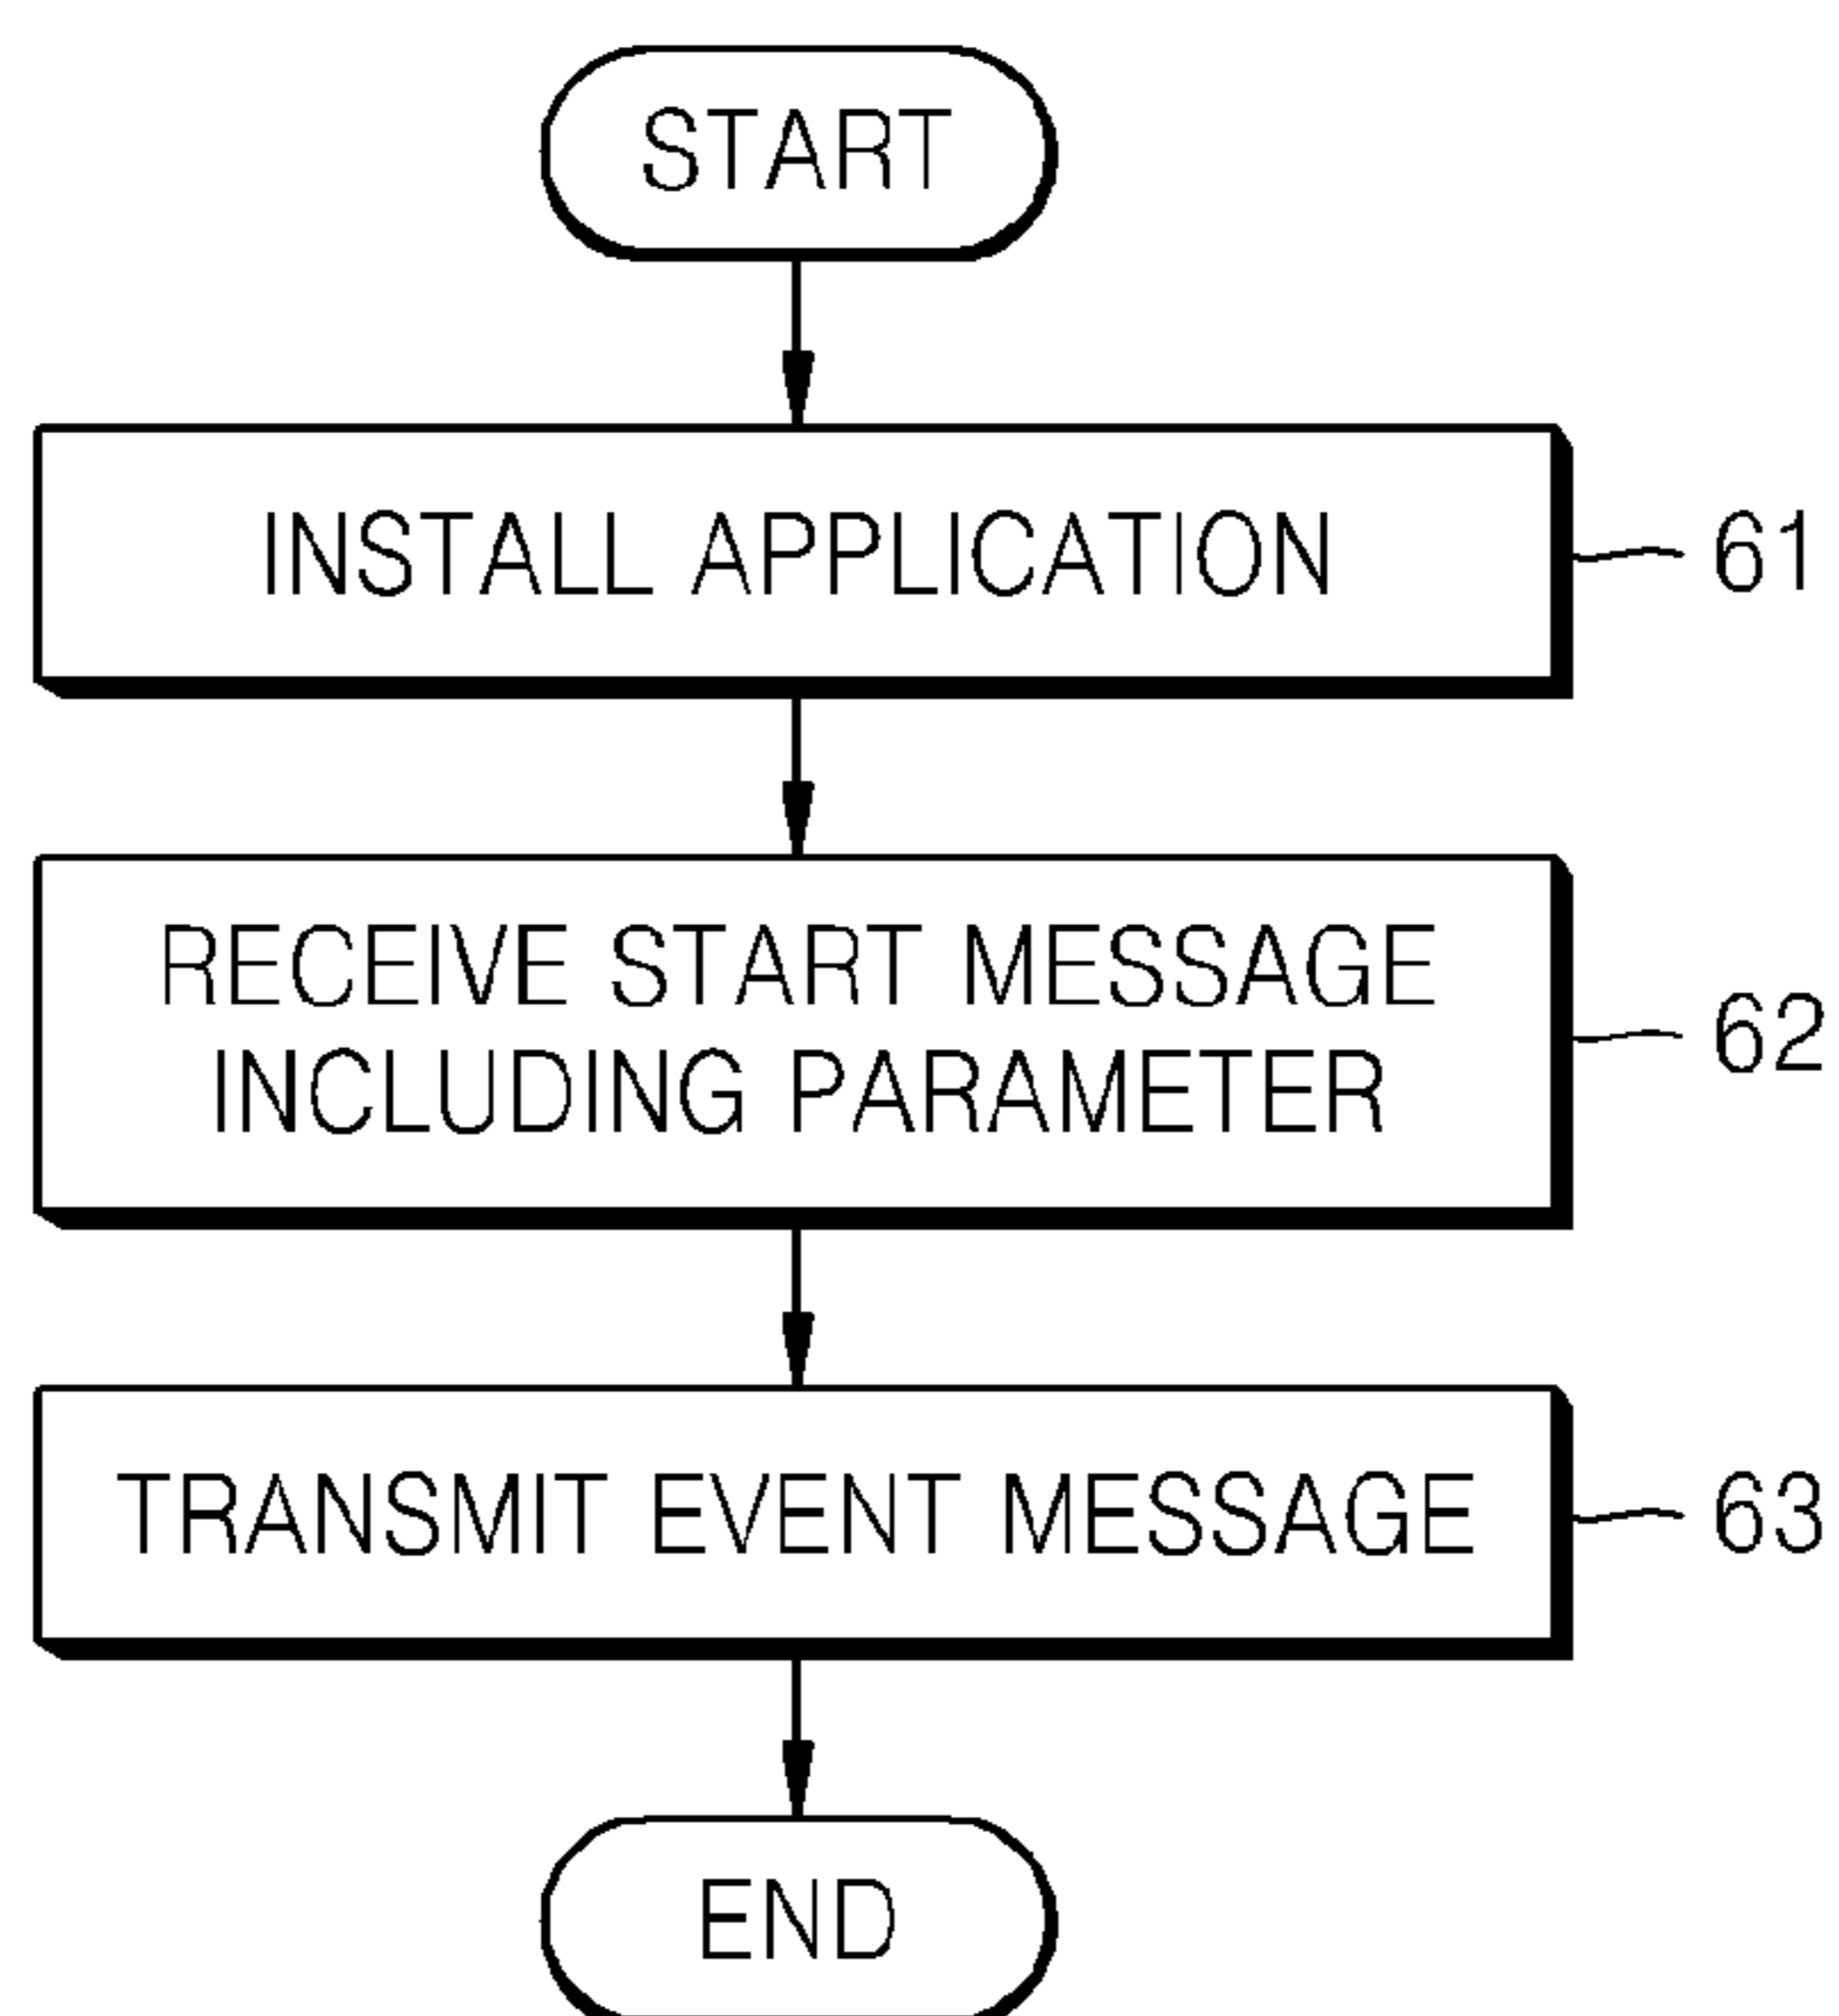 START
INSTALL APPLICATION
61
RECEIVE START MESSAGE
INCLUDING PARAMETER
62
TRANSMIT EVENT MESSAGE
63
END